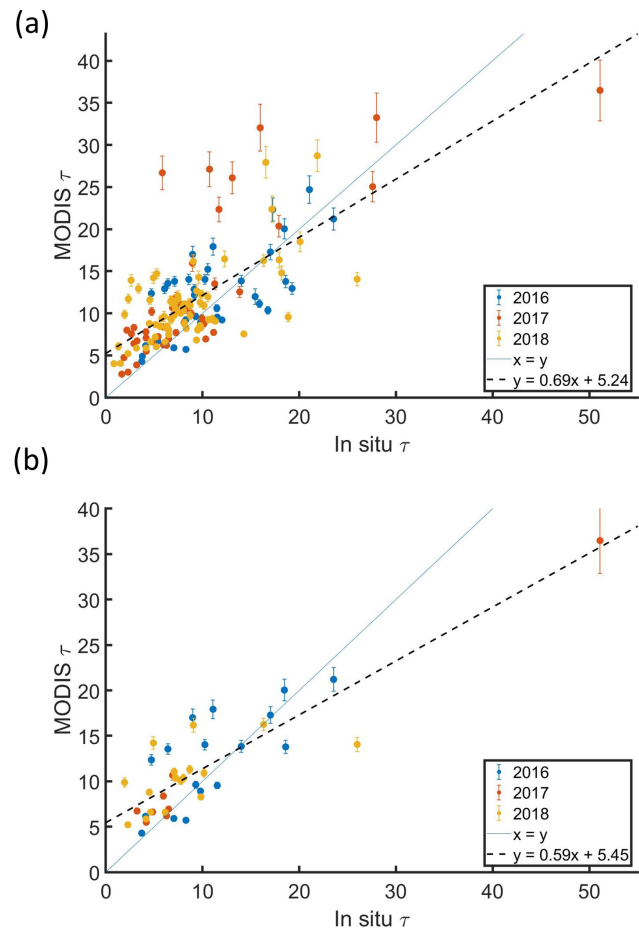 (a)
MODIS τ
40
35
30
25
20
15
10
5
0
2016
2017
2018
x = y
y = 0.69x + 5.24
0 10 20 30 40 50
In situ τ
(b)
MODIS τ
40
35
30
25
20
15
10
5
0
2016
2017
2018
x = y
y = 0.59x + 5.45
0 10 20 30 40 50
In situ τ